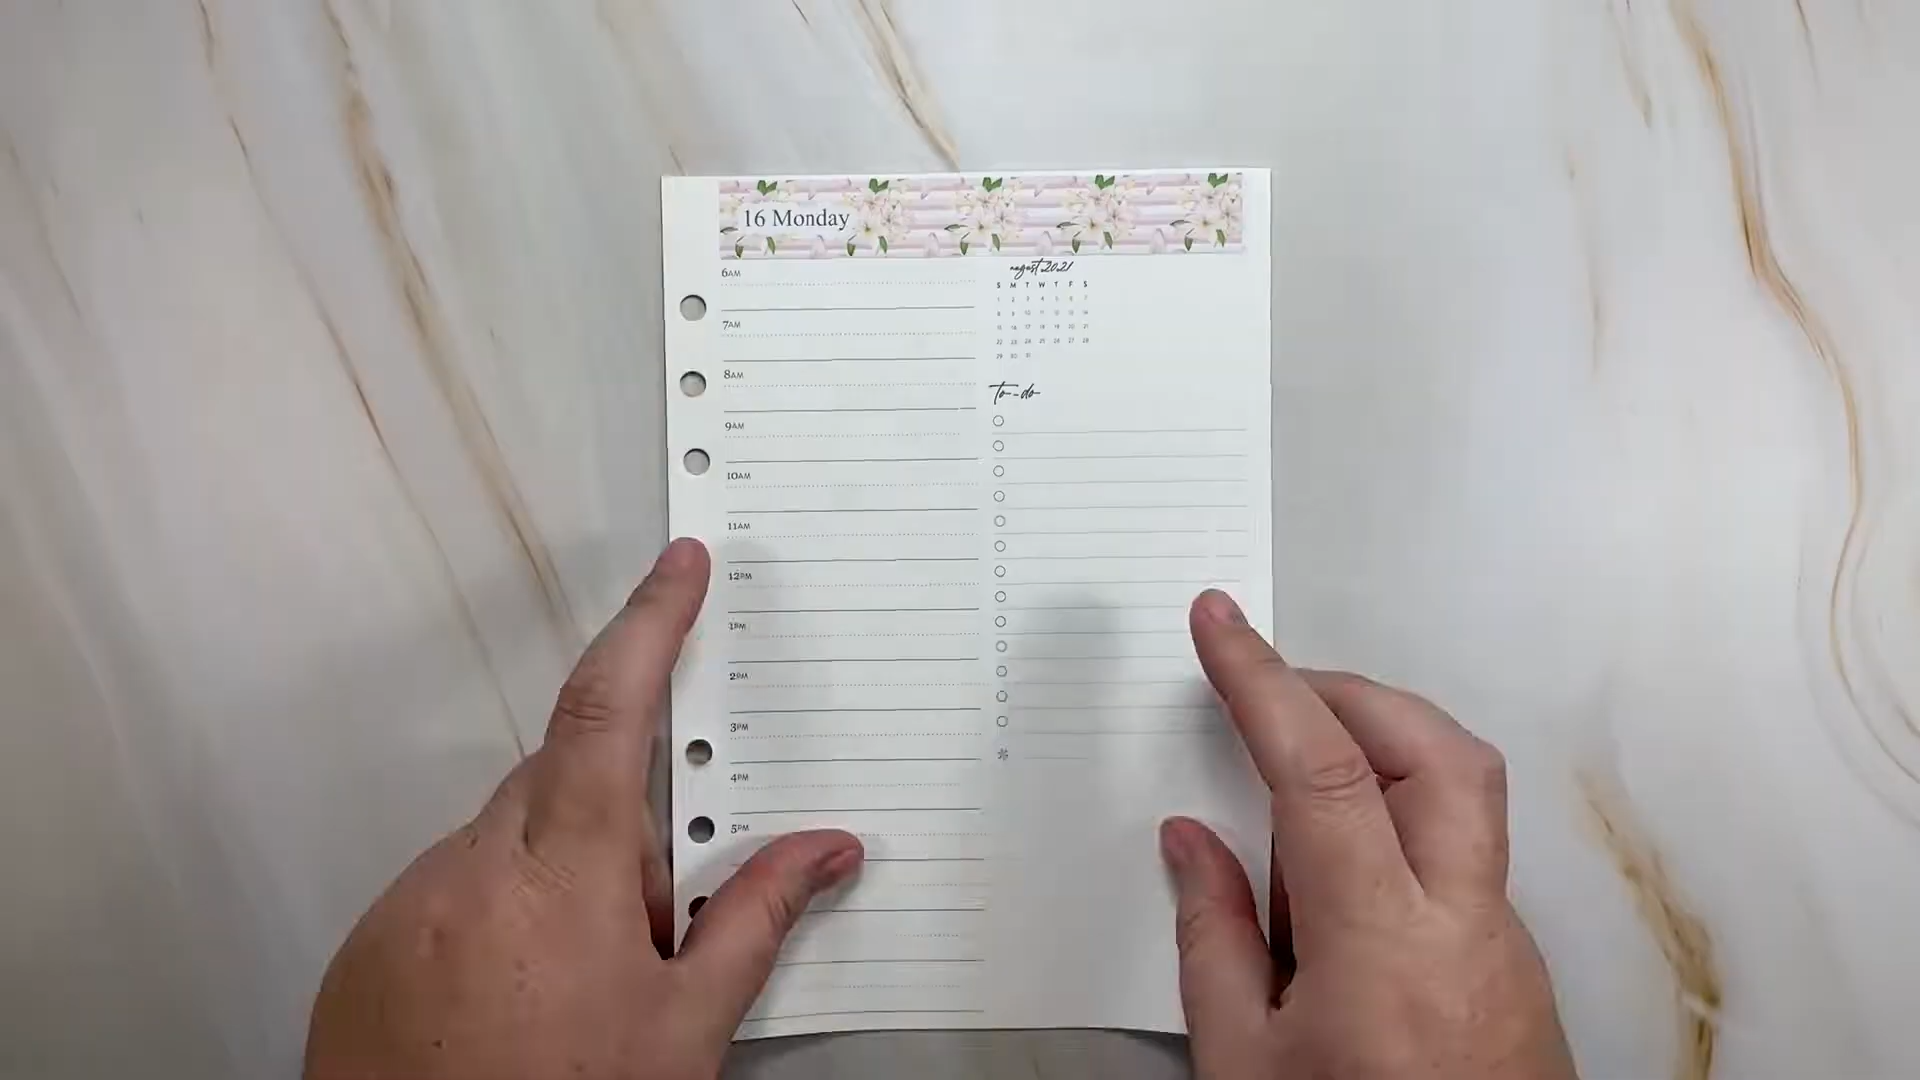 16 Monday
6AM
7AM
8AM
9AM
10AM
11AM
12PM
1PM
2PM
3PM
4PM
5PM
august 2021
S M T W T F S
1 2 3 4 5 6 7
8 9 10 11 12 13 14
15 16 17 18 19 20 21
22 23 24 25 26 27 28
29 30 31
to-do